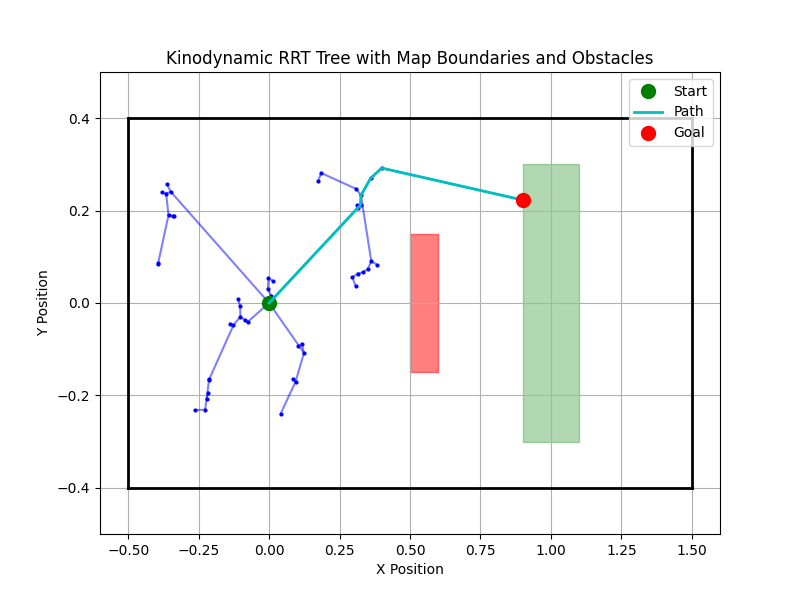 Kinodynamic RRT Tree with Map Boundaries and Obstacles
Start
Path
Goal
0.4
0.2
0.0
−0.2
−0.4
Y Position
−0.50
−0.25
0.00
0.25
0.50
0.75
1.00
1.25
1.50
X Position